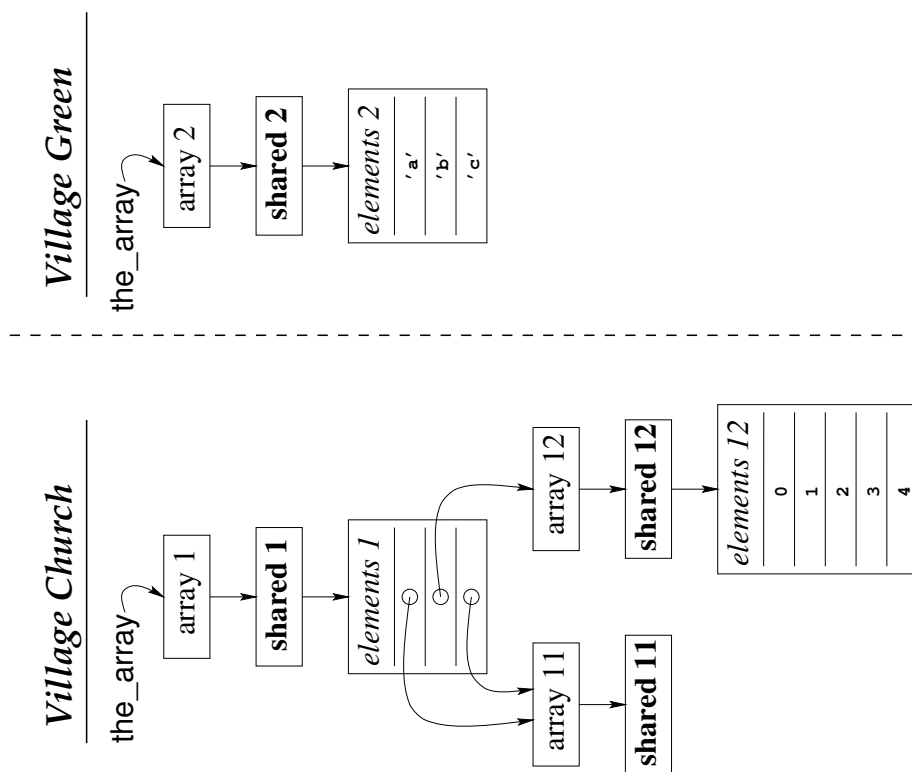 Village Church
the_array
array 1
shared 1
elements 1
array 11
shared 11
array 12
shared 12
elements 12
0
1
2
3
4
Village Green
the_array
array 2
shared 2
elements 2
'a'
'b'
'c'